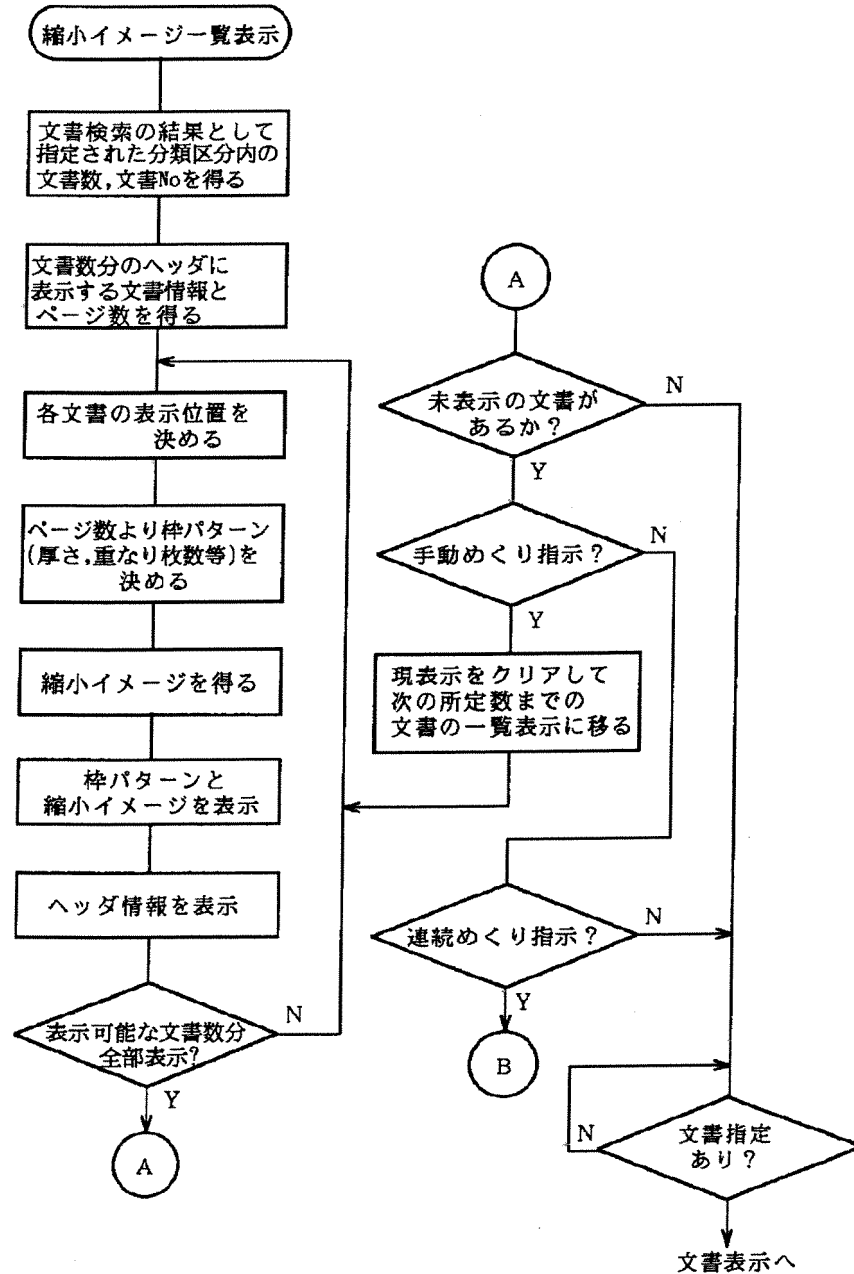 縮小イメージ一覧表示
文書検索の結果として
指定された分類区分内の
文書数,文書Noを得る
文書数分のヘッダに
表示する文書情報と
ページ数を得る
各文書の表示位置を
決める
ページ数より枠パターン
(厚さ,重なり枚数等)を
決める
縮小イメージを得る
枠パターンと
縮小イメージを表示
ヘッダ情報を表示
表示可能な文書数分
全部表示?
N
Y
A
A
未表示の文書が
あるか?
N
Y
手動めくり指示?
N
Y
現表示をクリアして
次の所定数までの
文書の一覧表示に移る
連続めくり指示?
N
Y
B
文書指定
あり?
N
文書表示へ